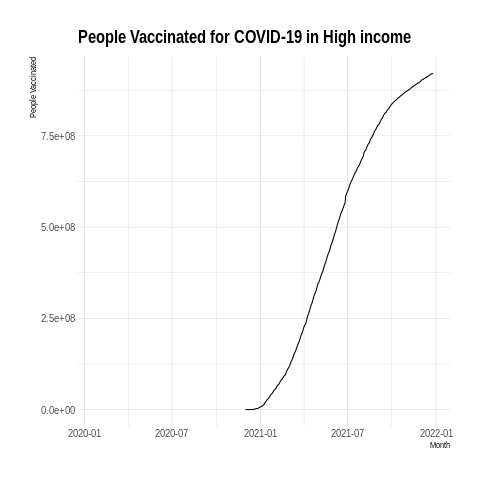 People Vaccinated for COVID-19 in High income
People Vaccinated
7.5e+08
5.0e+08
2.5e+08
0.0e+00
2020-01 2020-07 2021-01 2021-07 2022-01
Month